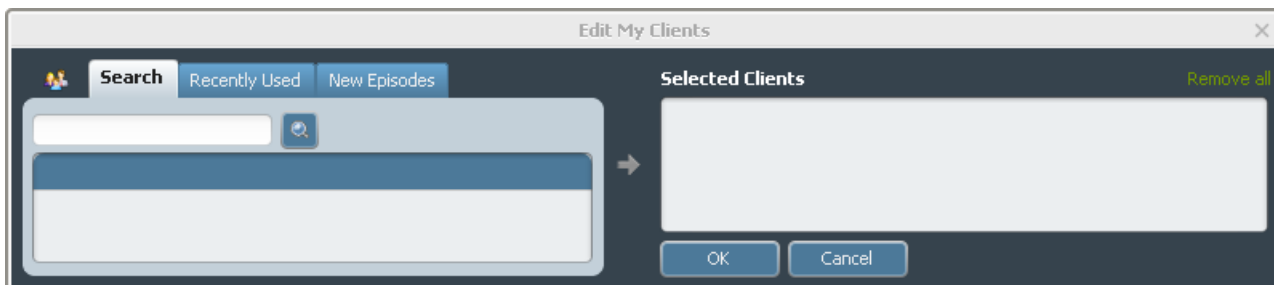 Edit My Clients
Search
Recently Used
New Episodes
Selected Clients
Remove all
OK
Cancel